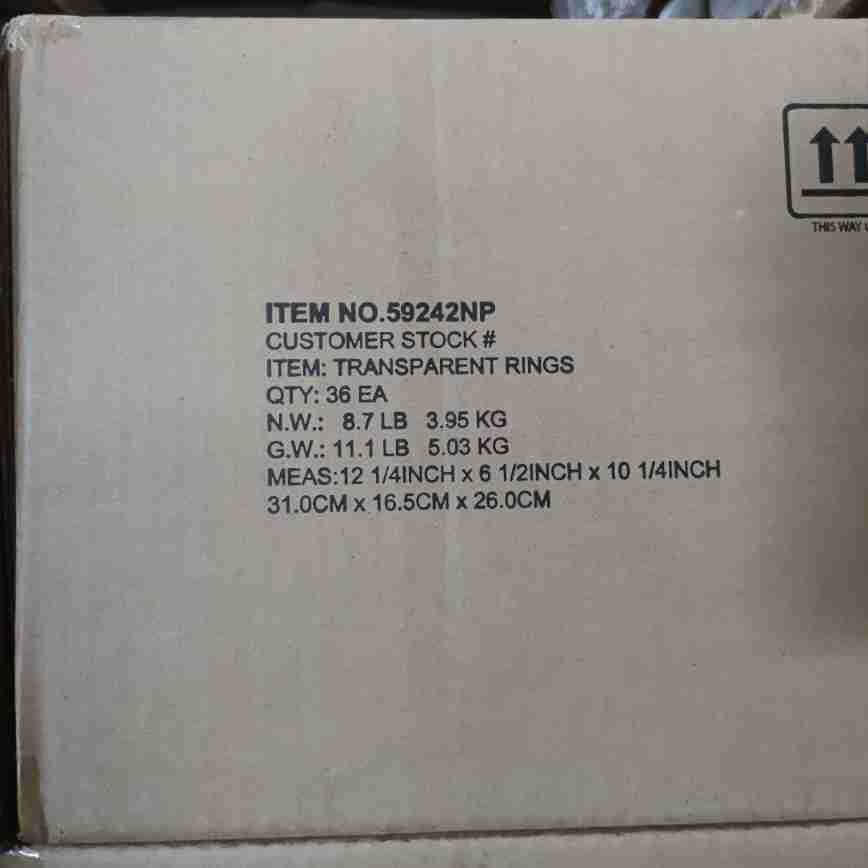 THIS WAY
ITEM NO.59242NP
CUSTOMER STOCK #
ITEM: TRANSPARENT RINGS
QTY: 36 EA
N.W.: 8.7 LB 3.95 KG
G.W.: 11.1 LB 5.03 KG
MEAS:12 1/4INCH x 6 1/2INCH x 10 1/4INCH
31.0CM x 16.5CM x 26.0CM